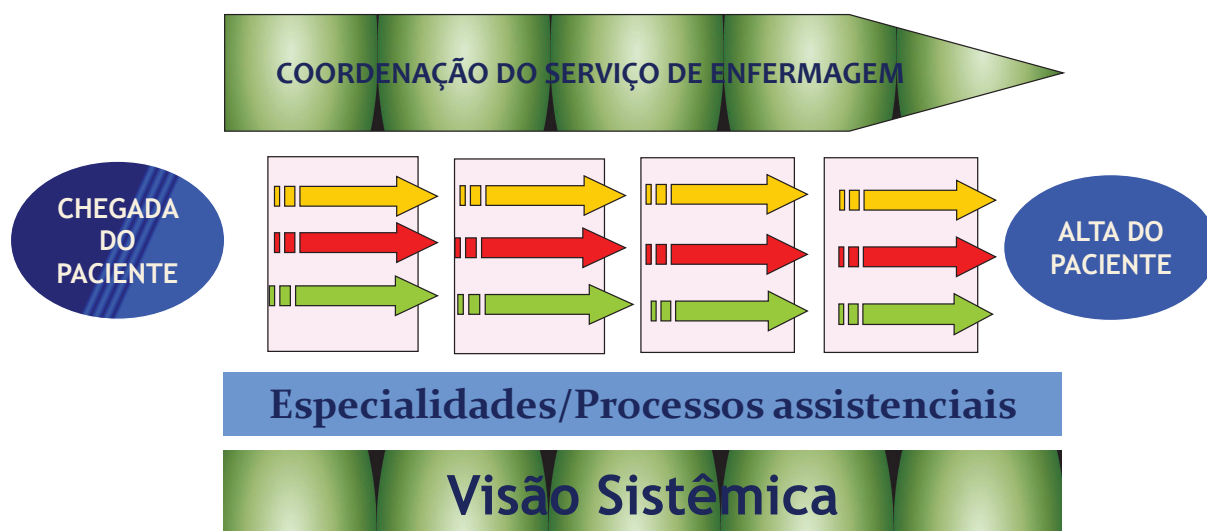 COORDENAÇÃO DO SERVIÇO DE ENFERMAGEM
CHEGADA
DO
PACIENTE
ALTA DO
PACIENTE
Especialidades/Processos assistenciais
Visão Sistêmica